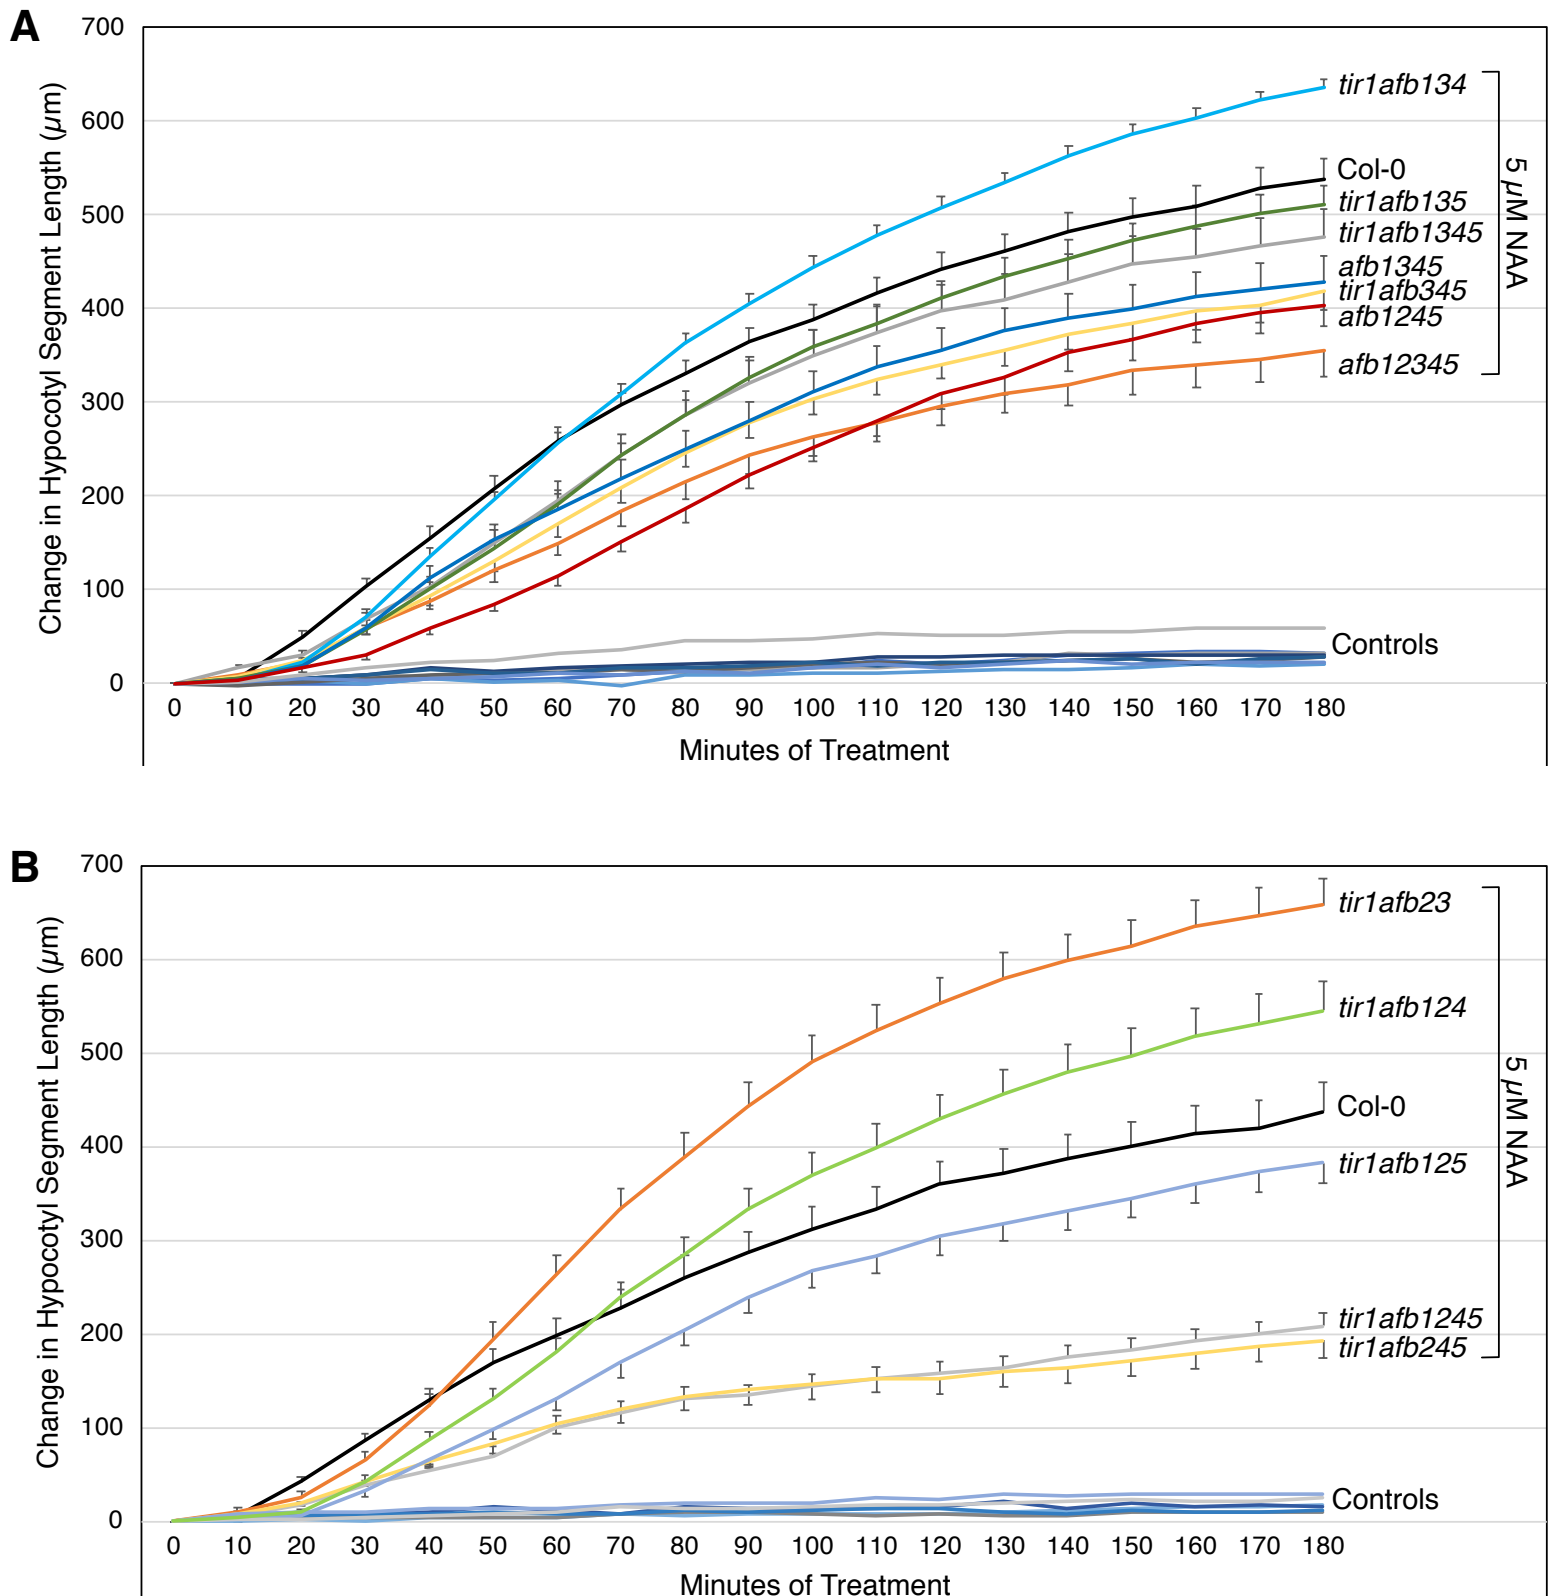 A
Change in Hypocotyl Segment Length (µm)
700
600
500
400
300
200
100
0
0 10 20 30 40 50 60 70 80 90 100 110 120 130 140 150 160 170 180
Minutes of Treatment
tir1afb134
Col-0
tir1afb135
tir1afb1345
afb1345
tir1afb345
afb1245
afb12345
Controls
5 µM NAA
B
Change in Hypocotyl Segment Length (µm)
700
600
500
400
300
200
100
0
0 10 20 30 40 50 60 70 80 90 100 110 120 130 140 150 160 170 180
Minutes of Treatment
tir1afb23
tir1afb124
Col-0
tir1afb125
tir1afb1245
tir1afb245
Controls
5 µM NAA